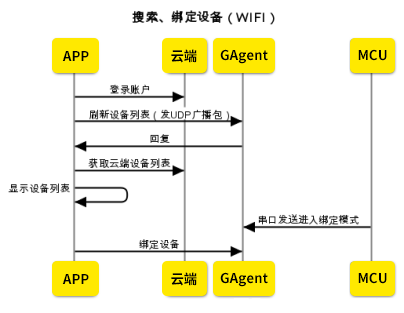 搜索、绑定设备（WIFI）
APP 云端 GAgent MCU
登录账户
刷新设备列表（发UDP广播包）
回复
获取云端设备列表
显示设备列表
串口发送进入绑定模式
绑定设备
APP 云端 GAgent MCU